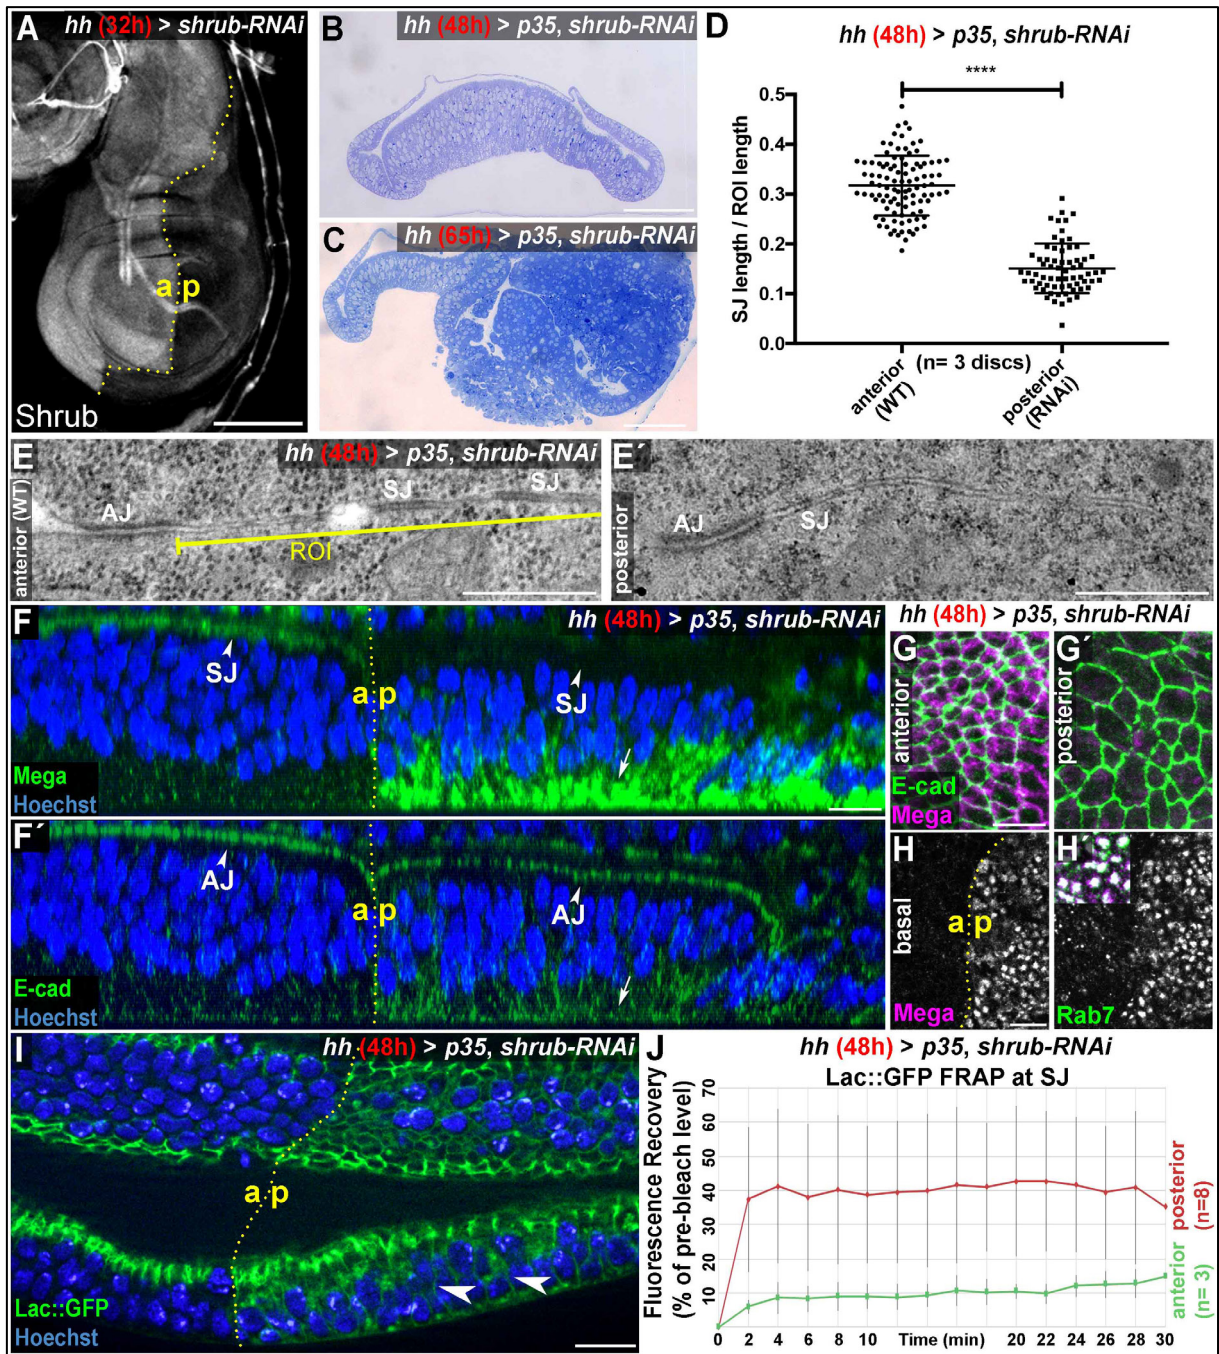 A hh (32h) > shrub-RNAi
a p
Shrub
B hh (48h) > p35, shrub-RNAi
C hh (65h) > p35, shrub-RNAi
D hh (48h) > p35, shrub-RNAi
****
SJ length / ROI length
0.5
0.4
0.3
0.2
0.1
0.0
(n= 3 discs)
anterior
(WT)
posterior
(RNAi)
E hh (48h) > p35, shrub-RNAi
anterior (WT)
AJ
SJ
SJ
ROI
E´
posterior
AJ
SJ
F hh (48h) > p35, shrub-RNAi
SJ
a p
SJ
Mega
Hoechst
F´
AJ
a p
AJ
E-cad
Hoechst
hh (48h) > p35, shrub-RNAi
G
anterior
E-cad
Mega
G´
posterior
H
basal
a p
Mega
H´
Rab7
I hh (48h) > p35, shrub-RNAi
a p
Lac::GFP
Hoechst
J hh (48h) > p35, shrub-RNAi
Lac::GFP FRAP at SJ
Fluorescence Recovery
(% of pre-bleach level)
70
60
50
40
30
20
10
0 2 4 6 8 10 Time (min) 20 22 24 26 28 30
posterior
(n=8)
anterior
(n= 3)